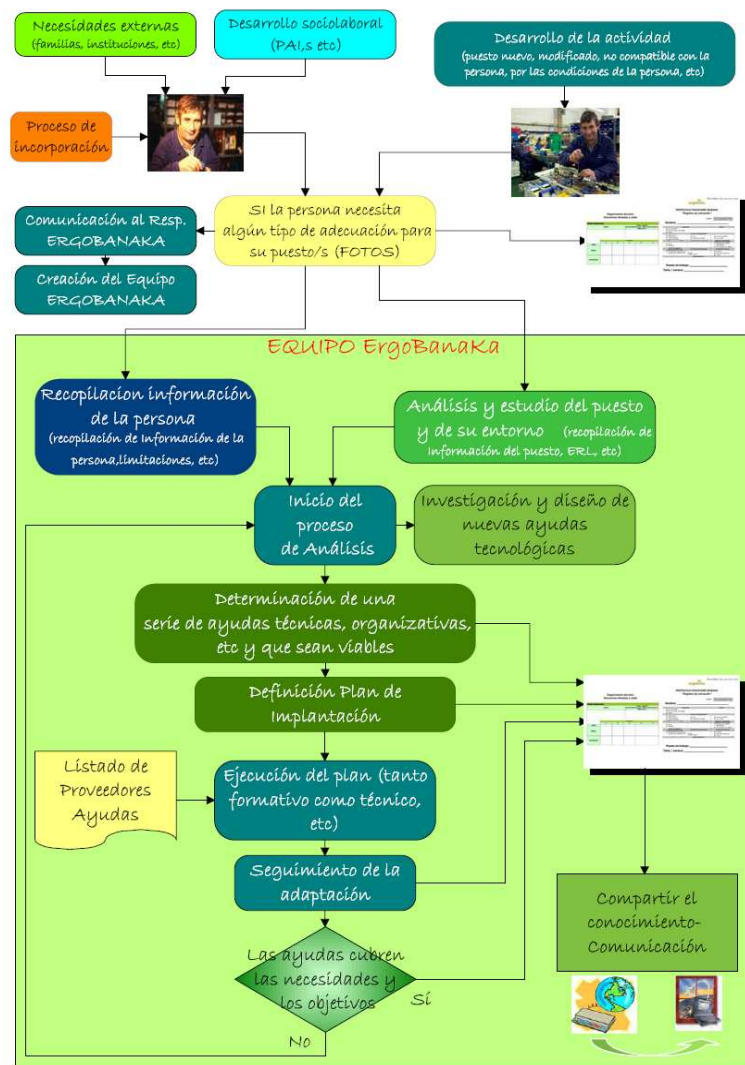 Necesidades externas
(familias, instituciones, etc)
Desarrollo sociolaboral
(PAI,s etc)
Desarrollo de la actividad
(puesto nuevo, modificado, no compatible con la
persona, por las condiciones de la persona, etc)
Proceso de
incorporación
Comunicación al Resp.
ERGOBANAKA
SI la persona necesita
algún tipo de adecuación para
su puesto/s (FOTOS)
Creación del Equipo
ERGOBANAKA
EQUIPO ErgoBanaKa
Recopilacion información
de la persona
(recopilación de Información de la
persona,limitaciones, etc)
Análisis y estudio del puesto
y de su entorno (recopilación de
Información del puesto, ERL, etc)
Inicio del
proceso
de Análisis
Investigación y diseño de
nuevas ayudas
tecnológicas
Determinación de una
serie de ayudas técnicas, organizativas,
etc y que sean viables
Definición Plan de
Implantación
Listado de
Proveedores
Ayudas
Ejecución del plan (tanto
formativo como técnico,
etc)
Seguimiento de la
adaptación
Compartir el
conocimiento-
Comunicación
Las ayudas cubren
las necesidades y
los objetivos
Sí
No